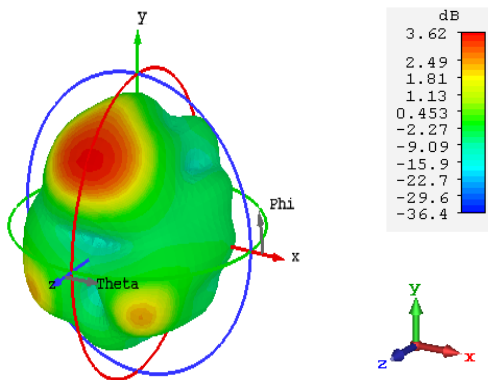 y
Phi
x
z
Theta
dB
3.62
2.49
1.81
1.13
0.453
-2.27
-9.09
-15.9
-22.7
-29.6
-36.4
y
z
x